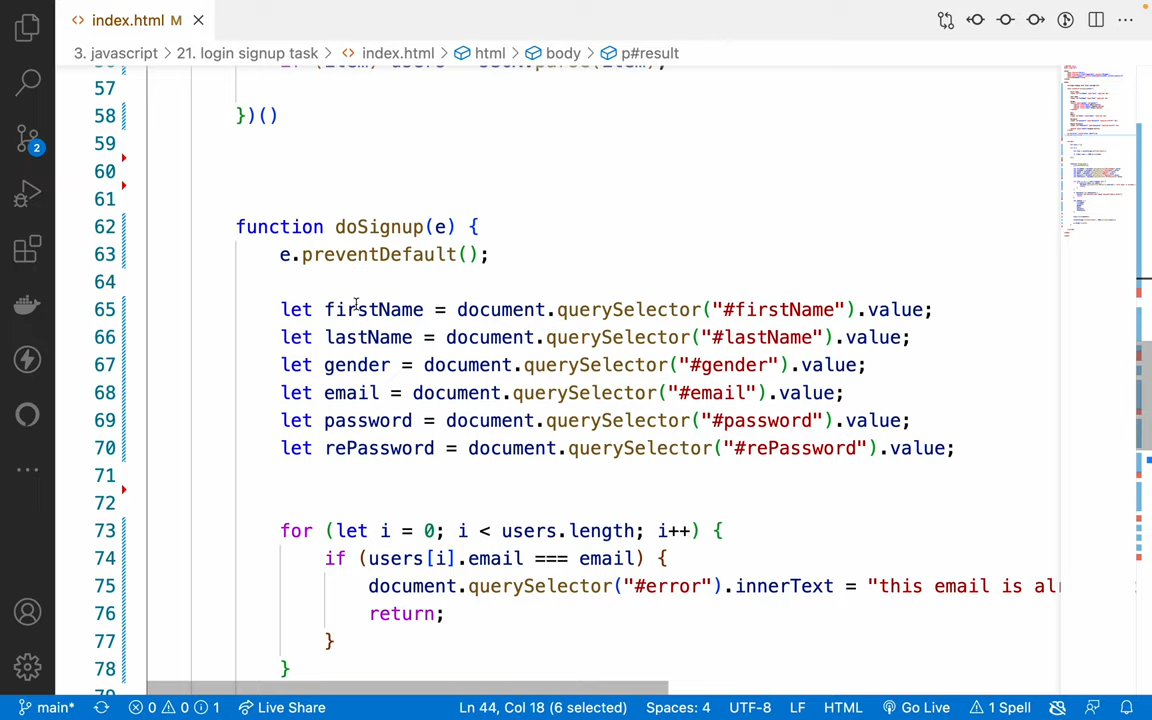 index.html M
3. javascript > 21. login signup task > index.html > html > body > p#result
57
58 })()
59
60
61
62 function doSignup(e) {
63 e.preventDefault();
64
65 let firstName = document.querySelector("#firstName").value;
66 let lastName = document.querySelector("#lastName").value;
67 let gender = document.querySelector("#gender").value;
68 let email = document.querySelector("#email").value;
69 let password = document.querySelector("#password").value;
70 let rePassword = document.querySelector("#rePassword").value;
71
72
73 for (let i = 0; i < users.length; i++) {
74 if (users[i].email === email) {
75 document.querySelector("#error").innerText = "this email is al
76 return;
77 }
78 }
2
main* 0 0 1 Live Share Ln 44, Col 18 (6 selected) Spaces: 4 UTF-8 LF HTML Go Live 1 Spell